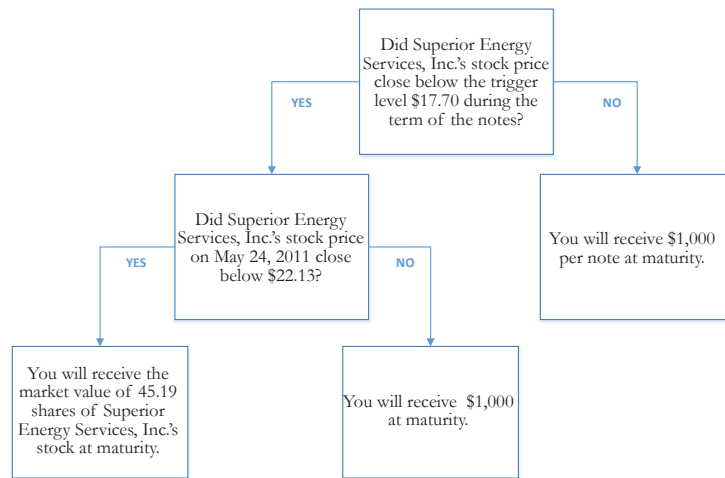 Did Superior Energy
Services, Inc.'s stock price
close below the trigger
level $17.70 during the
term of the notes?
YES
NO
Did Superior Energy
Services, Inc.'s stock price
on May 24, 2011 close
below $22.13?
You will receive $1,000
per note at maturity.
YES
NO
You will receive the
market value of 45.19
shares of Superior
Energy Services, Inc.'s
stock at maturity.
You will receive $1,000
at maturity.